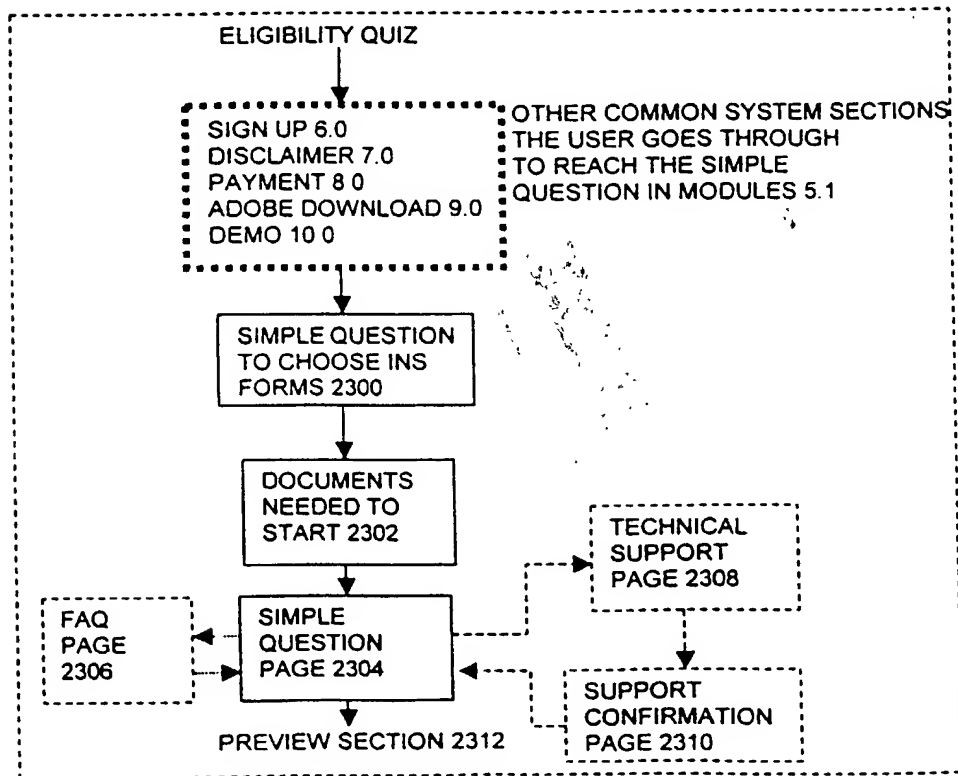 ELIGIBILITY QUIZ
SIGN UP 6.0
DISCLAIMER 7.0
PAYMENT 8 0
ADOBE DOWNLOAD 9.0
DEMO 10 0
OTHER COMMON SYSTEM SECTIONS
THE USER GOES THROUGH
TO REACH THE SIMPLE
QUESTION IN MODULES 5.1
SIMPLE QUESTION
TO CHOOSE INS
FORMS 2300
DOCUMENTS
NEEDED TO
START 2302
TECHNICAL
SUPPORT
PAGE 2308
FAQ
PAGE
2306
SIMPLE
QUESTION
PAGE 2304
SUPPORT
CONFIRMATION
PAGE 2310
PREVIEW SECTION 2312